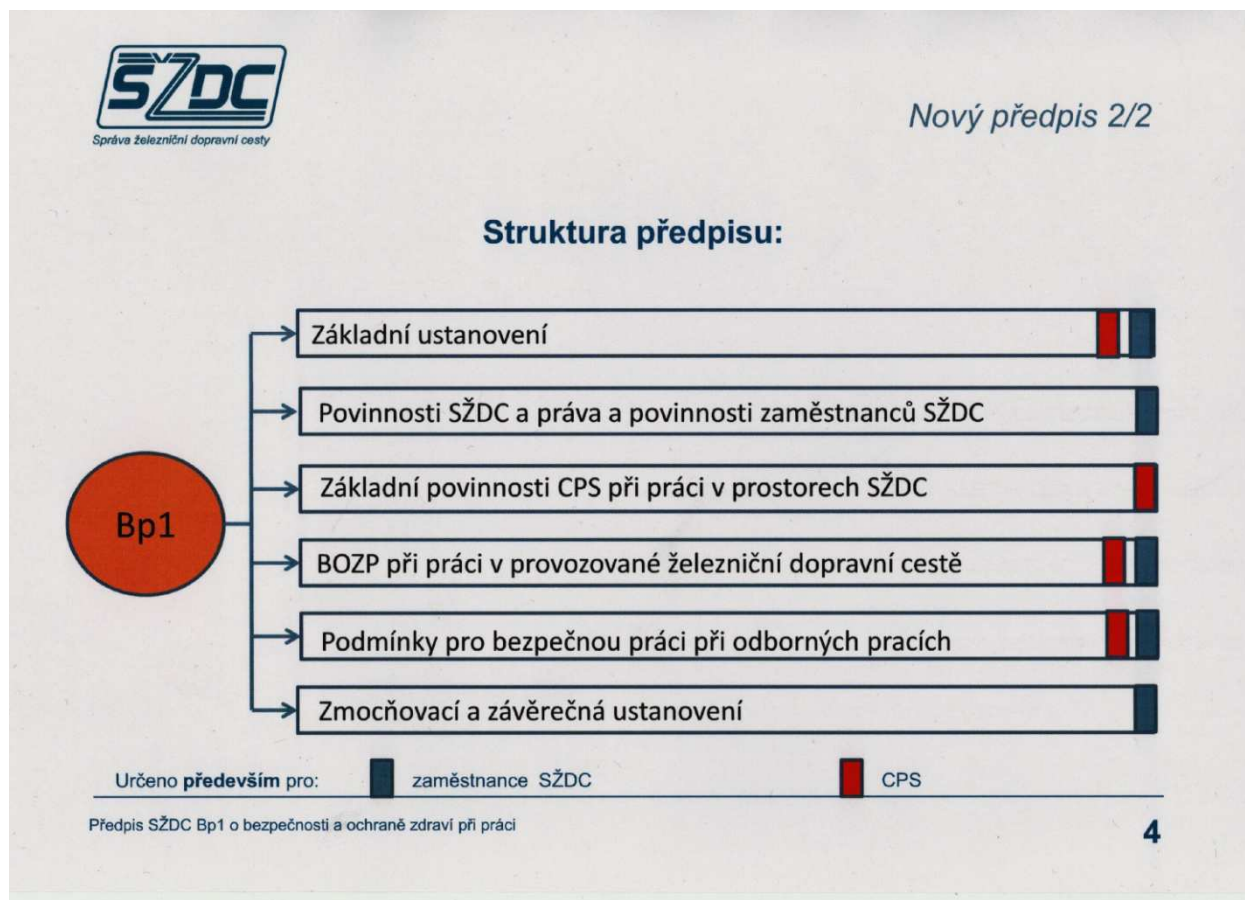 SŽDC
Správa železniční dopravní cesty
Nový předpis 2/2
Struktura předpisu:
Základní ustanovení
Povinnosti SŽDC a práva a povinnosti zaměstnanců SŽDC
Základní povinnosti CPS při práci v prostorech SŽDC
Bp1
BOZP při práci v provozované železniční dopravní cestě
Podmínky pro bezpečnou práci při odborných pracích
Zmocňovací a závěrečná ustanovení
Určeno především pro: zaměstnance SŽDC CPS
Předpis SŽDC Bp1 o bezpečnosti a ochraně zdraví při práci
4